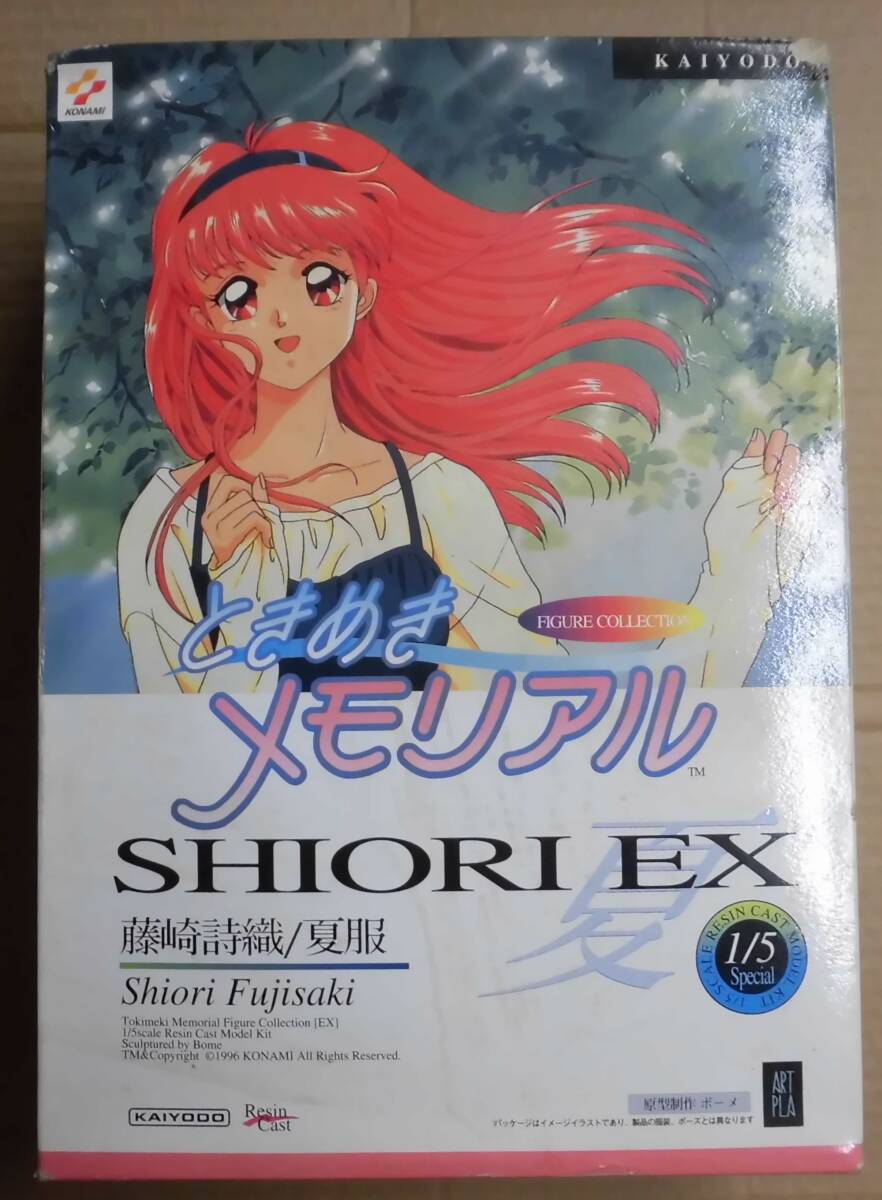 KONAMI
KAIYODO
FIGURE COLLECTION
ときめき
メモリアル
TM
SHIORI EX
夏
藤崎詩織/夏服
Shiori Fujisaki
1/5 SCALE RESIN CAST MODEL KIT
1/5
Special
Tokimeki Memorial Figure Collection [EX]
1/5scale Resin Cast Model Kit
Sculptured by Bome
TM&Copyright ©1996 KONAMI All Rights Reserved.
KAIYODO
Resin
Cast
原型制作 ボーメ
*パッケージはイメージイラストであり、製品の服装、ポーズとは異なります
ART
PLA